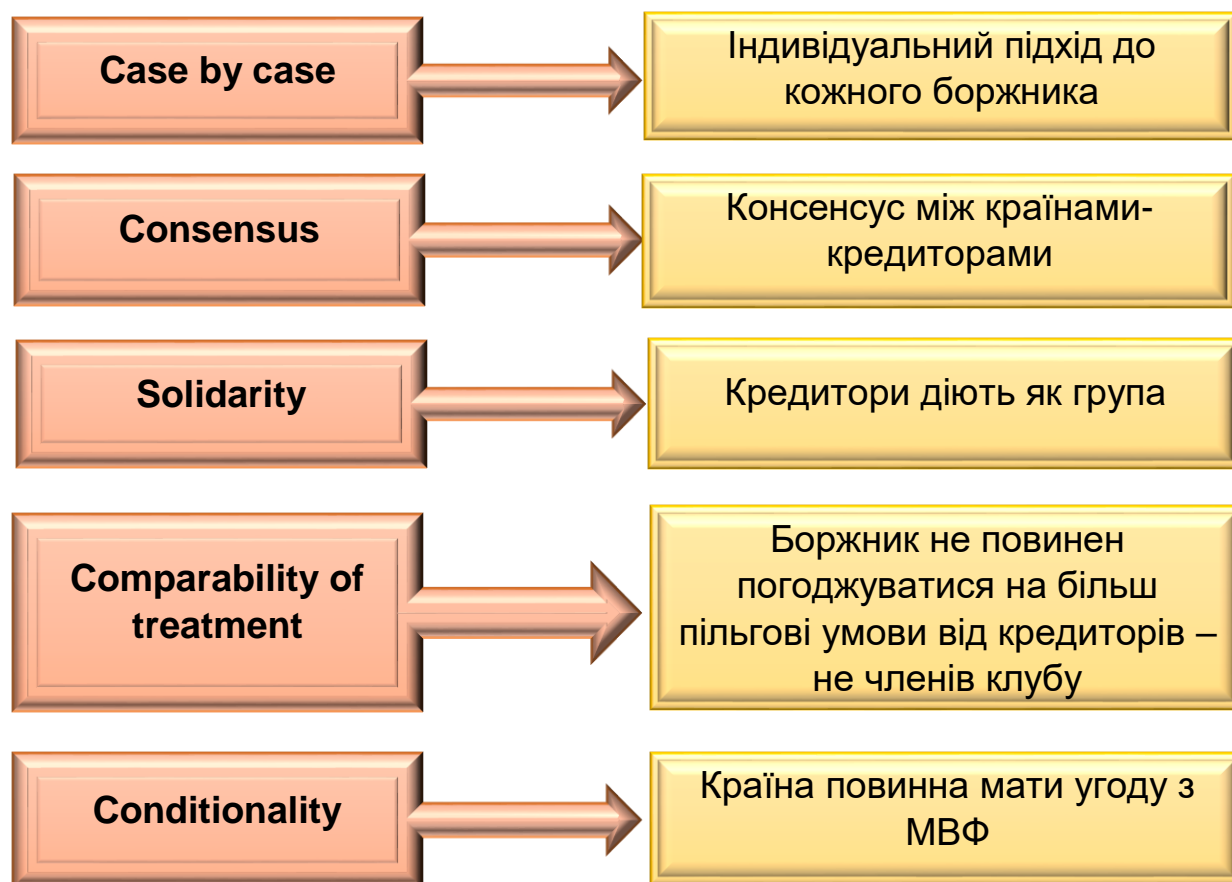 Case by case
Індивідуальний підхід до
кожного боржника
Consensus
Консенсус між країнами-
кредиторами
Solidarity
Кредитори діють як група
Comparability of
treatment
Боржник не повинен
погоджуватися на більш
пільгові умови від кредиторів –
не членів клубу
Conditionality
Країна повинна мати угоду з
МВФ